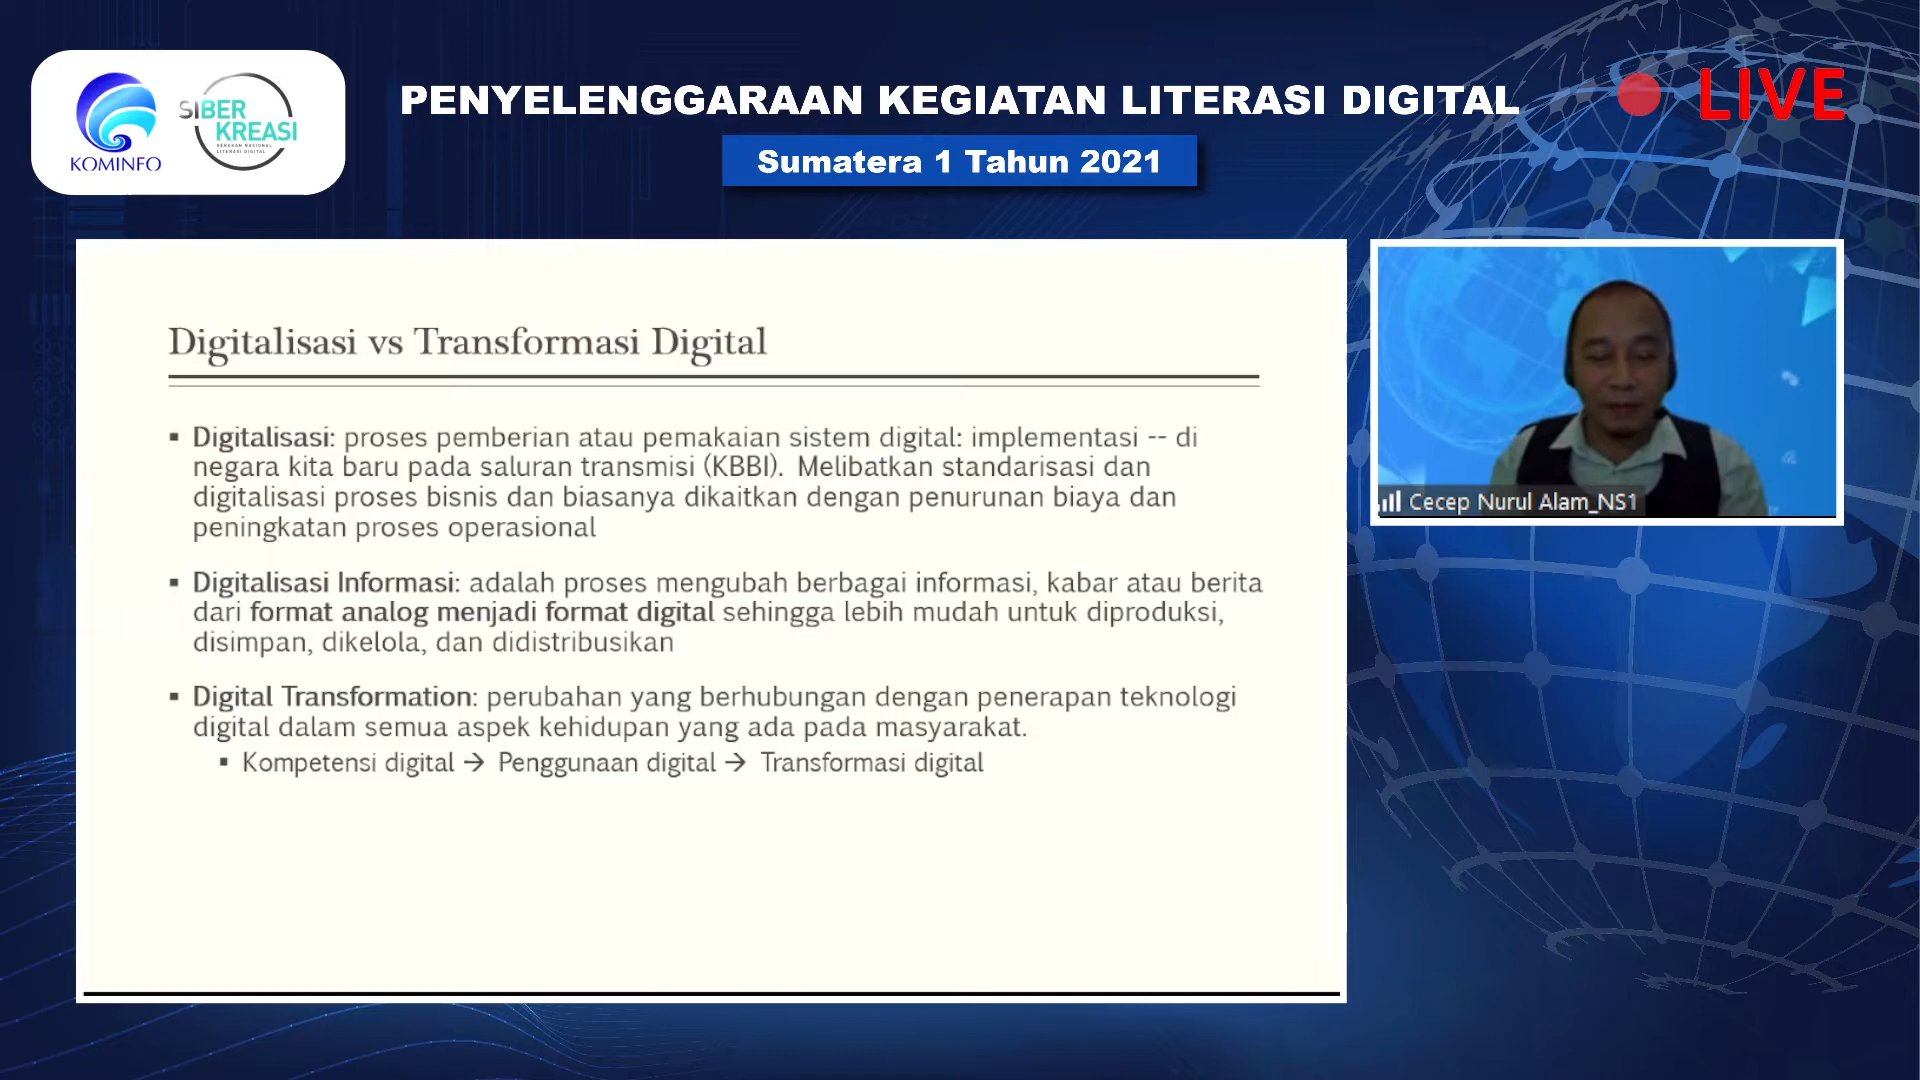 KOMINFO
SIBER
KREASI
GERAKAN NASIONAL
LITERASI DIGITAL
PENYELENGGARAAN KEGIATAN LITERASI DIGITAL
Sumatera 1 Tahun 2021
LIVE
Digitalisasi vs Transformasi Digital
▪ Digitalisasi: proses pemberian atau pemakaian sistem digital: implementasi -- di
negara kita baru pada saluran transmisi (KBBI). Melibatkan standarisasi dan
digitalisasi proses bisnis dan biasanya dikaitkan dengan penurunan biaya dan
peningkatan proses operasional
▪ Digitalisasi Informasi: adalah proses mengubah berbagai informasi, kabar atau berita
dari format analog menjadi format digital sehingga lebih mudah untuk diproduksi,
disimpan, dikelola, dan didistribusikan
▪ Digital Transformation: perubahan yang berhubungan dengan penerapan teknologi
digital dalam semua aspek kehidupan yang ada pada masyarakat.
▪ Kompetensi digital → Penggunaan digital → Transformasi digital
Cecep Nurul Alam_NS1